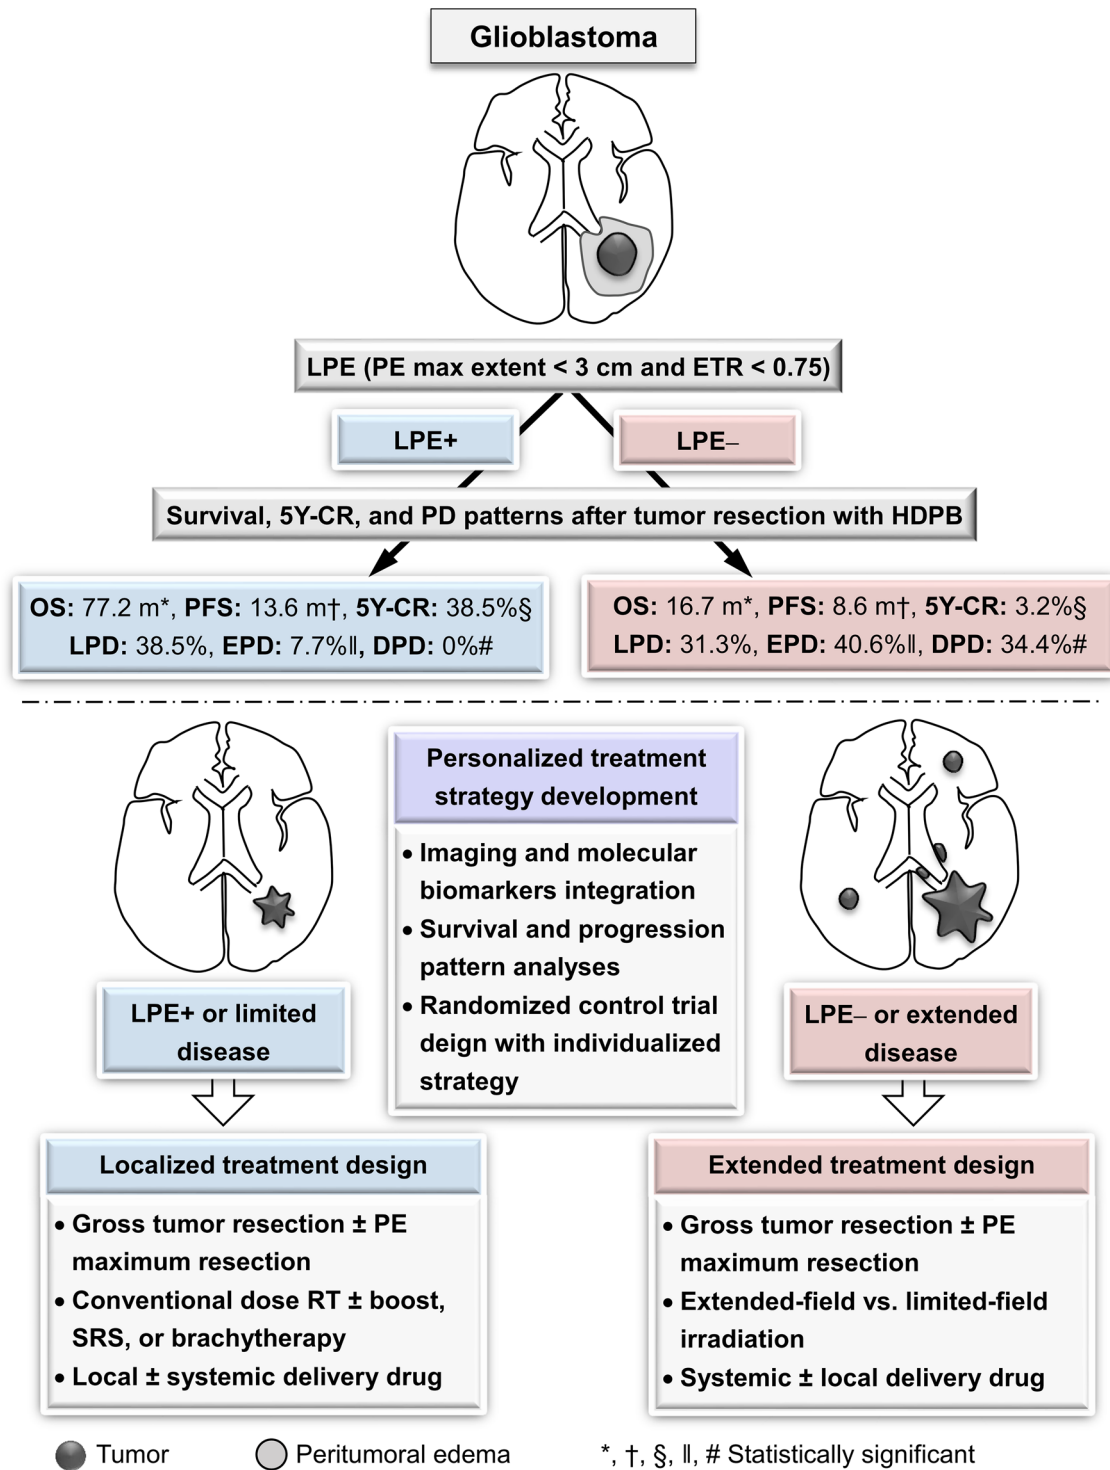 Glioblastoma
LPE (PE max extent < 3 cm and ETR < 0.75)
LPE+
LPE–
Survival, 5Y-CR, and PD patterns after tumor resection with HDPB
OS: 77.2 m*, PFS: 13.6 m†, 5Y-CR: 38.5%§
LPD: 38.5%, EPD: 7.7%‖, DPD: 0%#
OS: 16.7 m*, PFS: 8.6 m†, 5Y-CR: 3.2%§
LPD: 31.3%, EPD: 40.6%‖, DPD: 34.4%#
Personalized treatment
strategy development
• Imaging and molecular
biomarkers integration
• Survival and progression
pattern analyses
• Randomized control trial
deign with individualized
strategy
LPE+ or limited
disease
LPE– or extended
disease
Localized treatment design
• Gross tumor resection ± PE
maximum resection
• Conventional dose RT ± boost,
SRS, or brachytherapy
• Local ± systemic delivery drug
Extended treatment design
• Gross tumor resection ± PE
maximum resection
• Extended-field vs. limited-field
irradiation
• Systemic ± local delivery drug
Tumor
Peritumoral edema
*, †, §, ‖, # Statistically significant